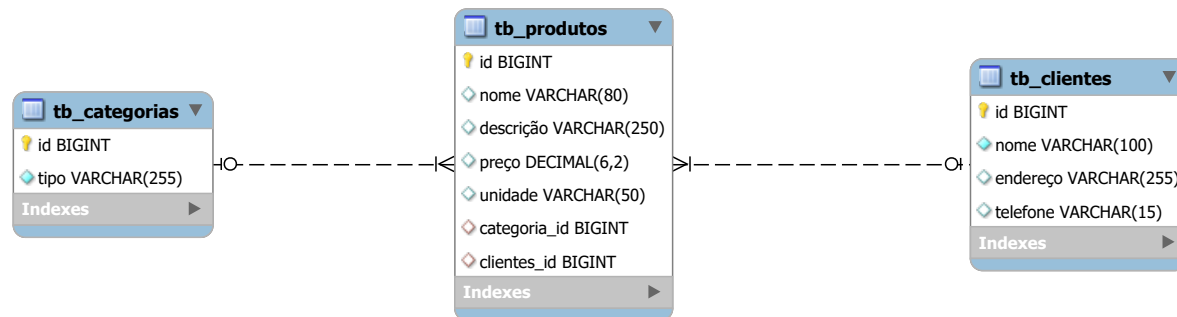 tb_categorias
id BIGINT
tipo VARCHAR(255)
Indexes
tb_produtos
id BIGINT
nome VARCHAR(80)
descrição VARCHAR(250)
preço DECIMAL(6,2)
unidade VARCHAR(50)
categoria_id BIGINT
clientes_id BIGINT
Indexes
tb_clientes
id BIGINT
nome VARCHAR(100)
endereço VARCHAR(255)
telefone VARCHAR(15)
Indexes